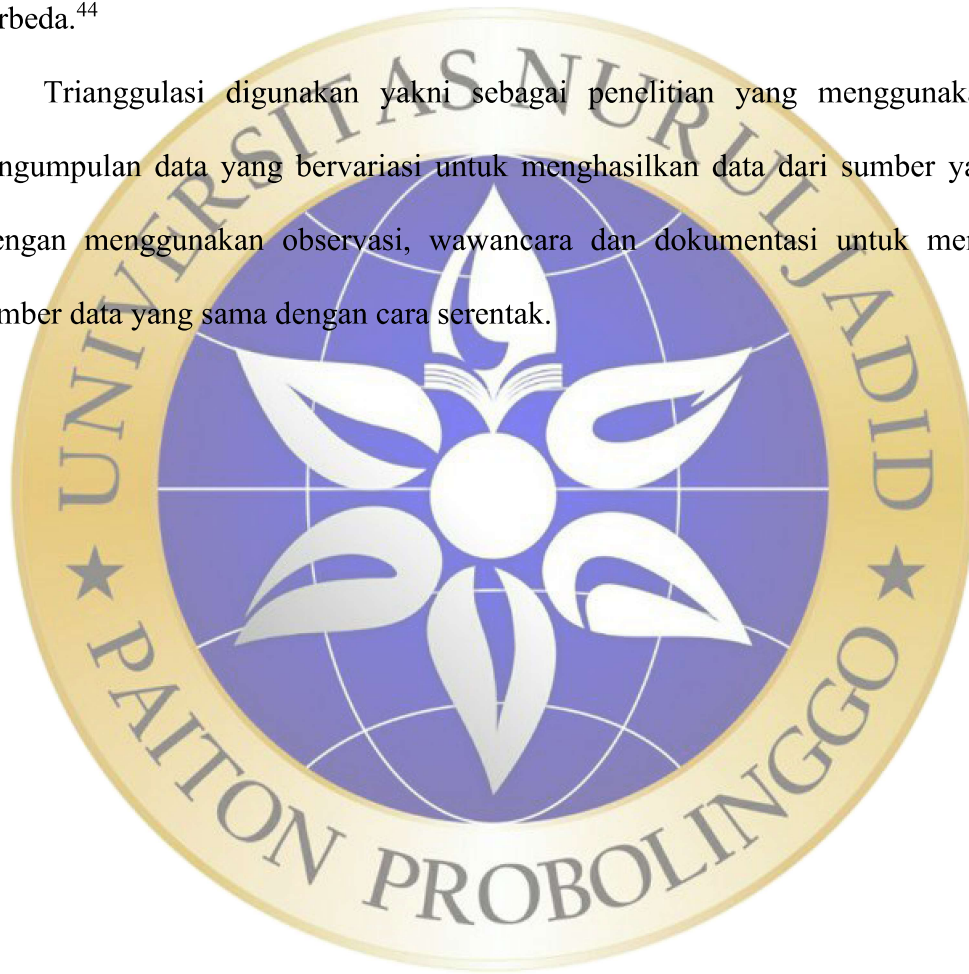 rbeda.⁴⁴
Trianggulasi digunakan yakni sebagai penelitian yang menggunaka
ngumpulan data yang bervariasi untuk menghasilkan data dari sumber ya
engan menggunakan observasi, wawancara dan dokumentasi untuk men
mber data yang sama dengan cara serentak.
UNIVERSITAS NURUL JADID
PAITON PROBOLINGGO